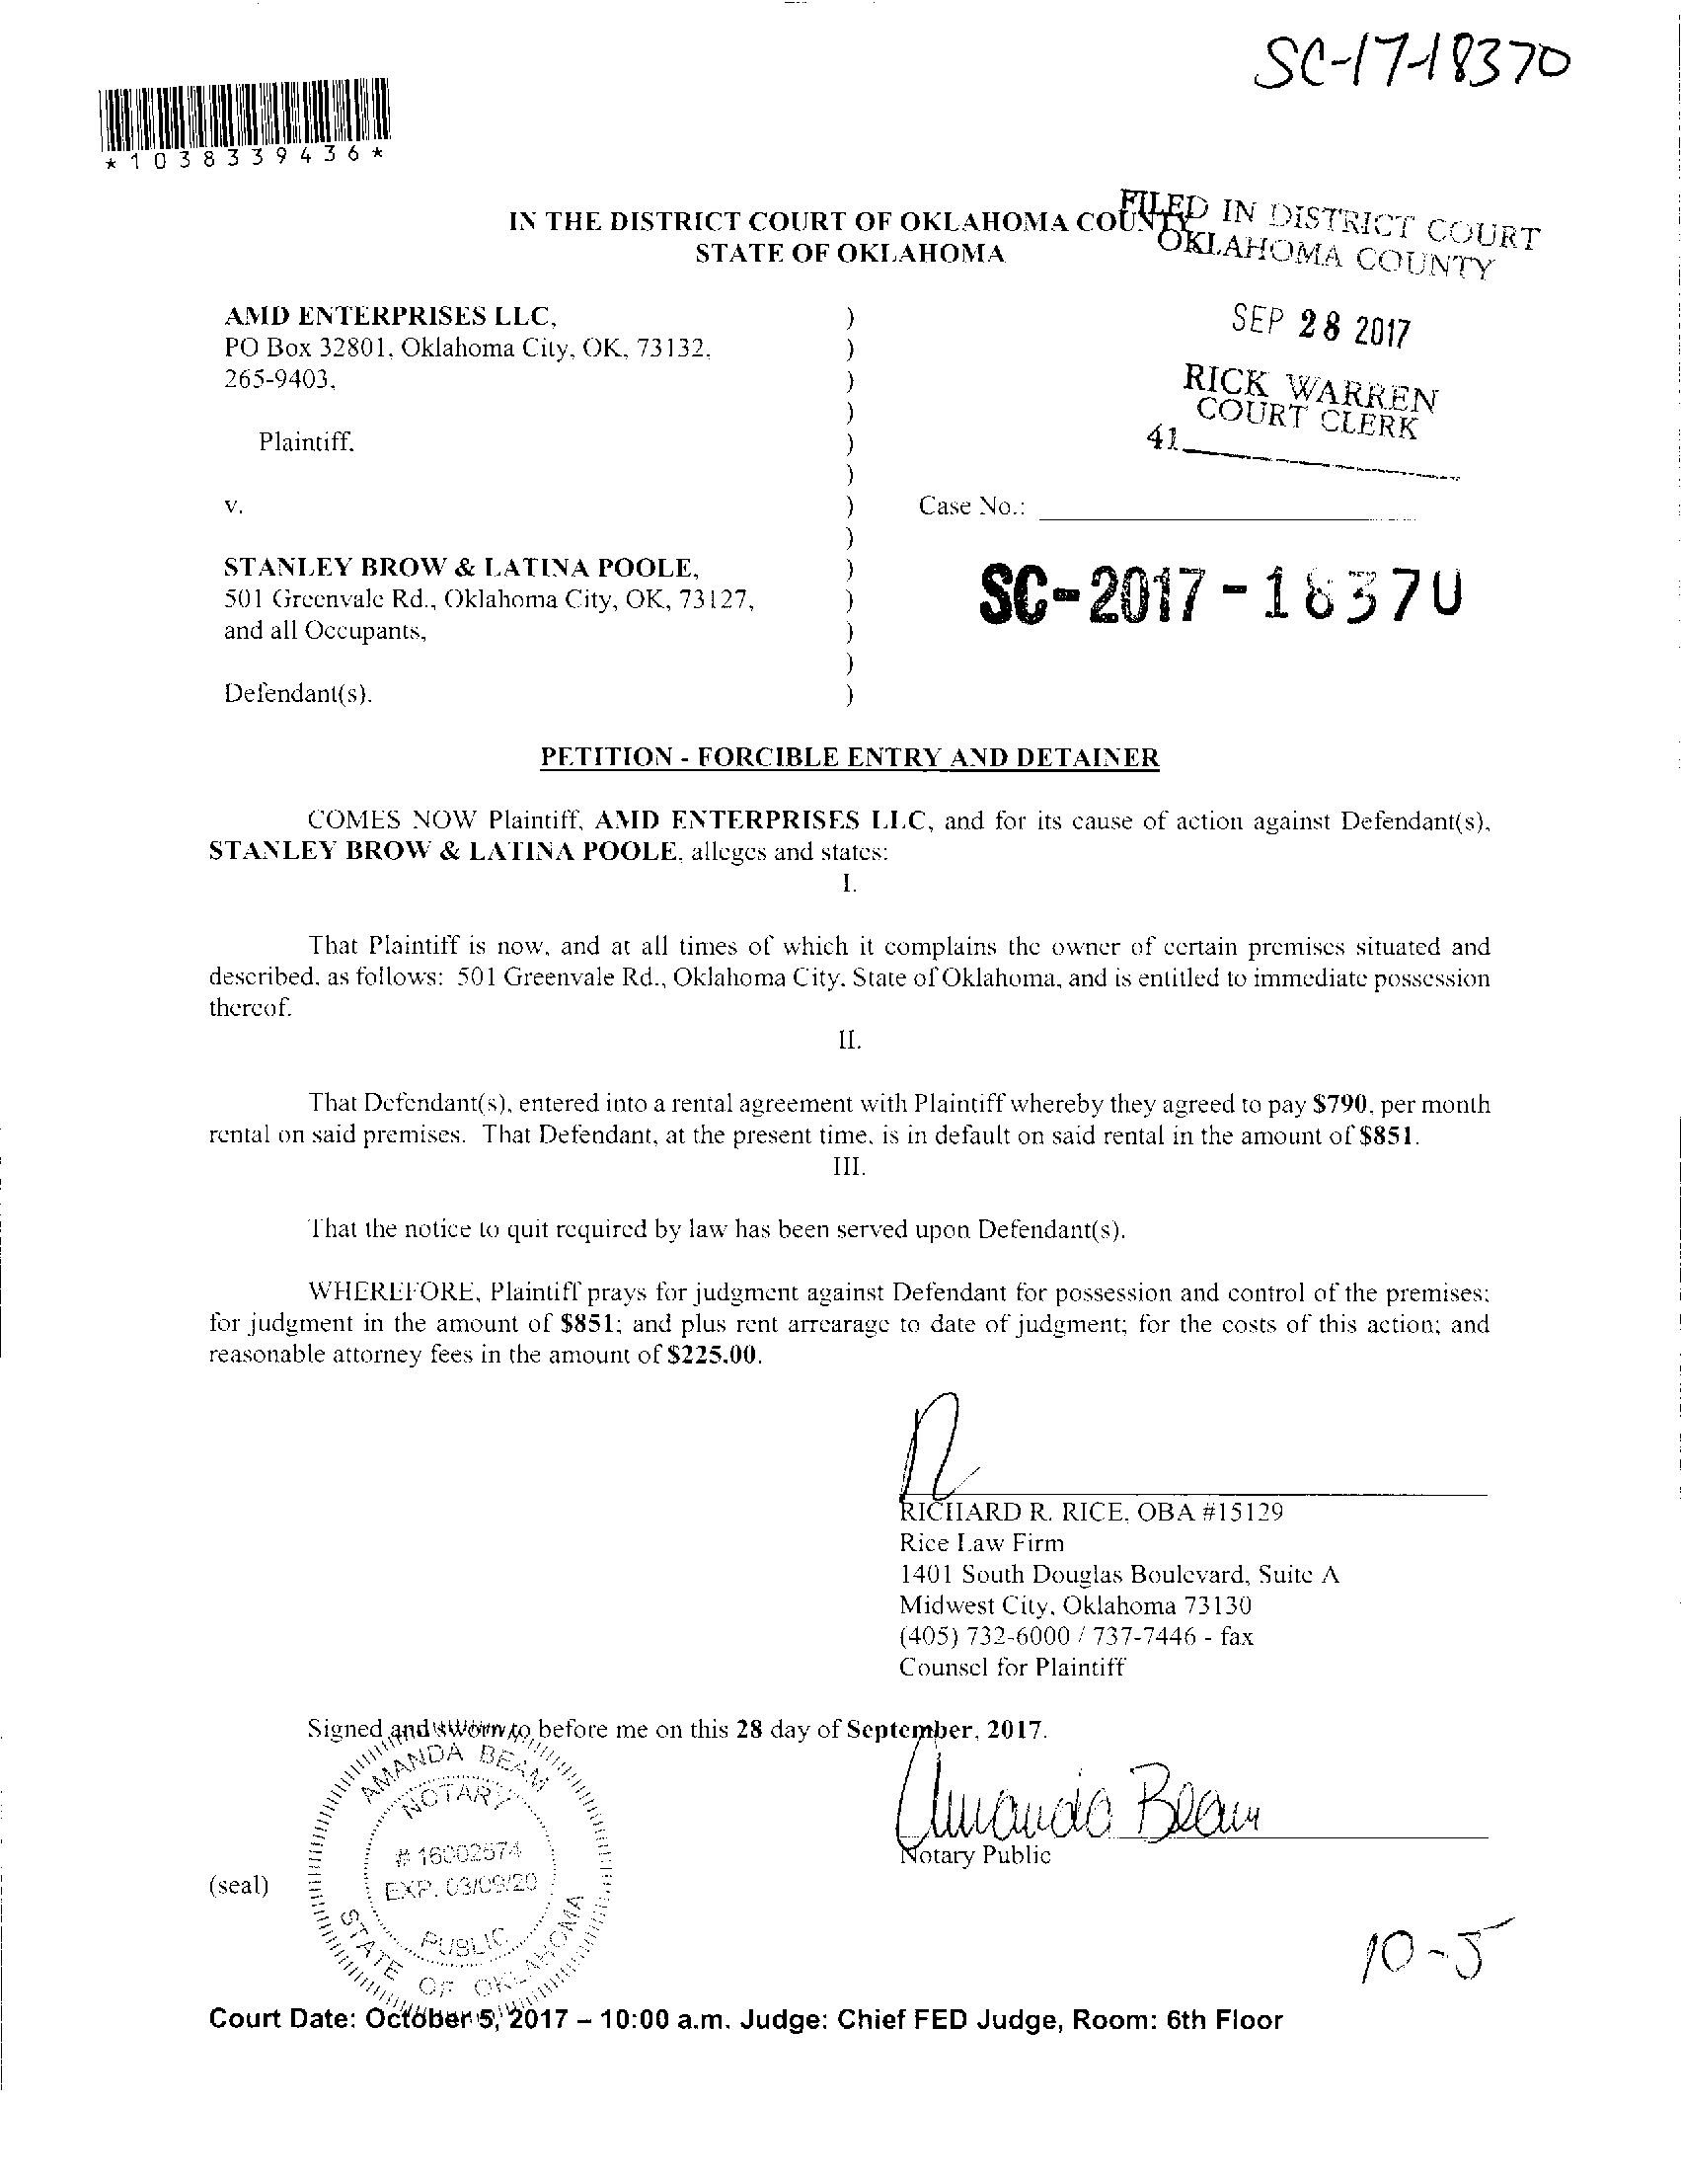 SC-17-18370
*1038339436*
FILED IN DISTRICT COURT
OKLAHOMA COUNTY
IN THE DISTRICT COURT OF OKLAHOMA COUNTY
STATE OF OKLAHOMA
SEP 28 2017
RICK WARREN
COURT CLERK
41
AMD ENTERPRISES LLC, )
PO Box 32801, Oklahoma City, OK, 73132, )
265-9403, )
)
Plaintiff, )
)
v. ) Case No.:
)
STANLEY BROW & LATINA POOLE, )
501 Greenvale Rd., Oklahoma City, OK, 73127, )
and all Occupants, )
)
Defendant(s). )
SC-2017-18370
PETITION - FORCIBLE ENTRY AND DETAINER
COMES NOW Plaintiff, AMD ENTERPRISES LLC, and for its cause of action against Defendant(s),
STANLEY BROW & LATINA POOLE, alleges and states:
I.
That Plaintiff is now, and at all times of which it complains the owner of certain premises situated and
described, as follows: 501 Greenvale Rd., Oklahoma City, State of Oklahoma, and is entitled to immediate possession
thereof.
II.
That Defendant(s), entered into a rental agreement with Plaintiff whereby they agreed to pay $790, per month
rental on said premises. That Defendant, at the present time, is in default on said rental in the amount of $851.
III.
That the notice to quit required by law has been served upon Defendant(s).
WHEREFORE, Plaintiff prays for judgment against Defendant for possession and control of the premises;
for judgment in the amount of $851; and plus rent arrearage to date of judgment; for the costs of this action; and
reasonable attorney fees in the amount of $225.00.
RICHARD R. RICE, OBA #15129
Rice Law Firm
1401 South Douglas Boulevard, Suite A
Midwest City, Oklahoma 73130
(405) 732-6000 / 737-7446 - fax
Counsel for Plaintiff
Signed and sworn to before me on this 28 day of September, 2017.
AMANDA BEAM
NOTARY
# 16002574
EXP. 03/09/20
PUBLIC
STATE OF OKLAHOMA
Amanda Beam
Notary Public
(seal)
10-5
Court Date: October 5, 2017 – 10:00 a.m. Judge: Chief FED Judge, Room: 6th Floor